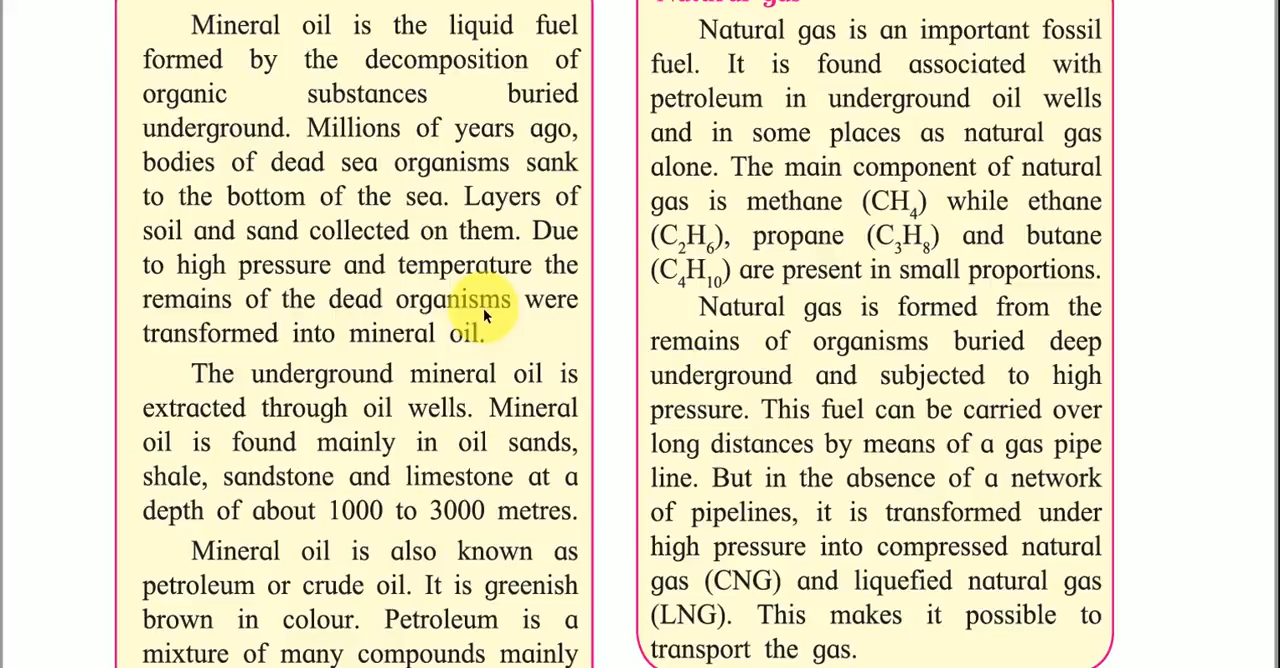 Mineral oil is the liquid fuel
formed by the decomposition of
organic substances buried
underground. Millions of years ago,
bodies of dead sea organisms sank
to the bottom of the sea. Layers of
soil and sand collected on them. Due
to high pressure and temperature the
remains of the dead organisms were
transformed into mineral oil.
The underground mineral oil is
extracted through oil wells. Mineral
oil is found mainly in oil sands,
shale, sandstone and limestone at a
depth of about 1000 to 3000 metres.
Mineral oil is also known as
petroleum or crude oil. It is greenish
brown in colour. Petroleum is a
mixture of many compounds mainly
Natural gas
Natural gas is an important fossil
fuel. It is found associated with
petroleum in underground oil wells
and in some places as natural gas
alone. The main component of natural
gas is methane (CH₄) while ethane
(C₂H₆), propane (C₃H₈) and butane
(C₄H₁₀) are present in small proportions.
Natural gas is formed from the
remains of organisms buried deep
underground and subjected to high
pressure. This fuel can be carried over
long distances by means of a gas pipe
line. But in the absence of a network
of pipelines, it is transformed under
high pressure into compressed natural
gas (CNG) and liquefied natural gas
(LNG). This makes it possible to
transport the gas.